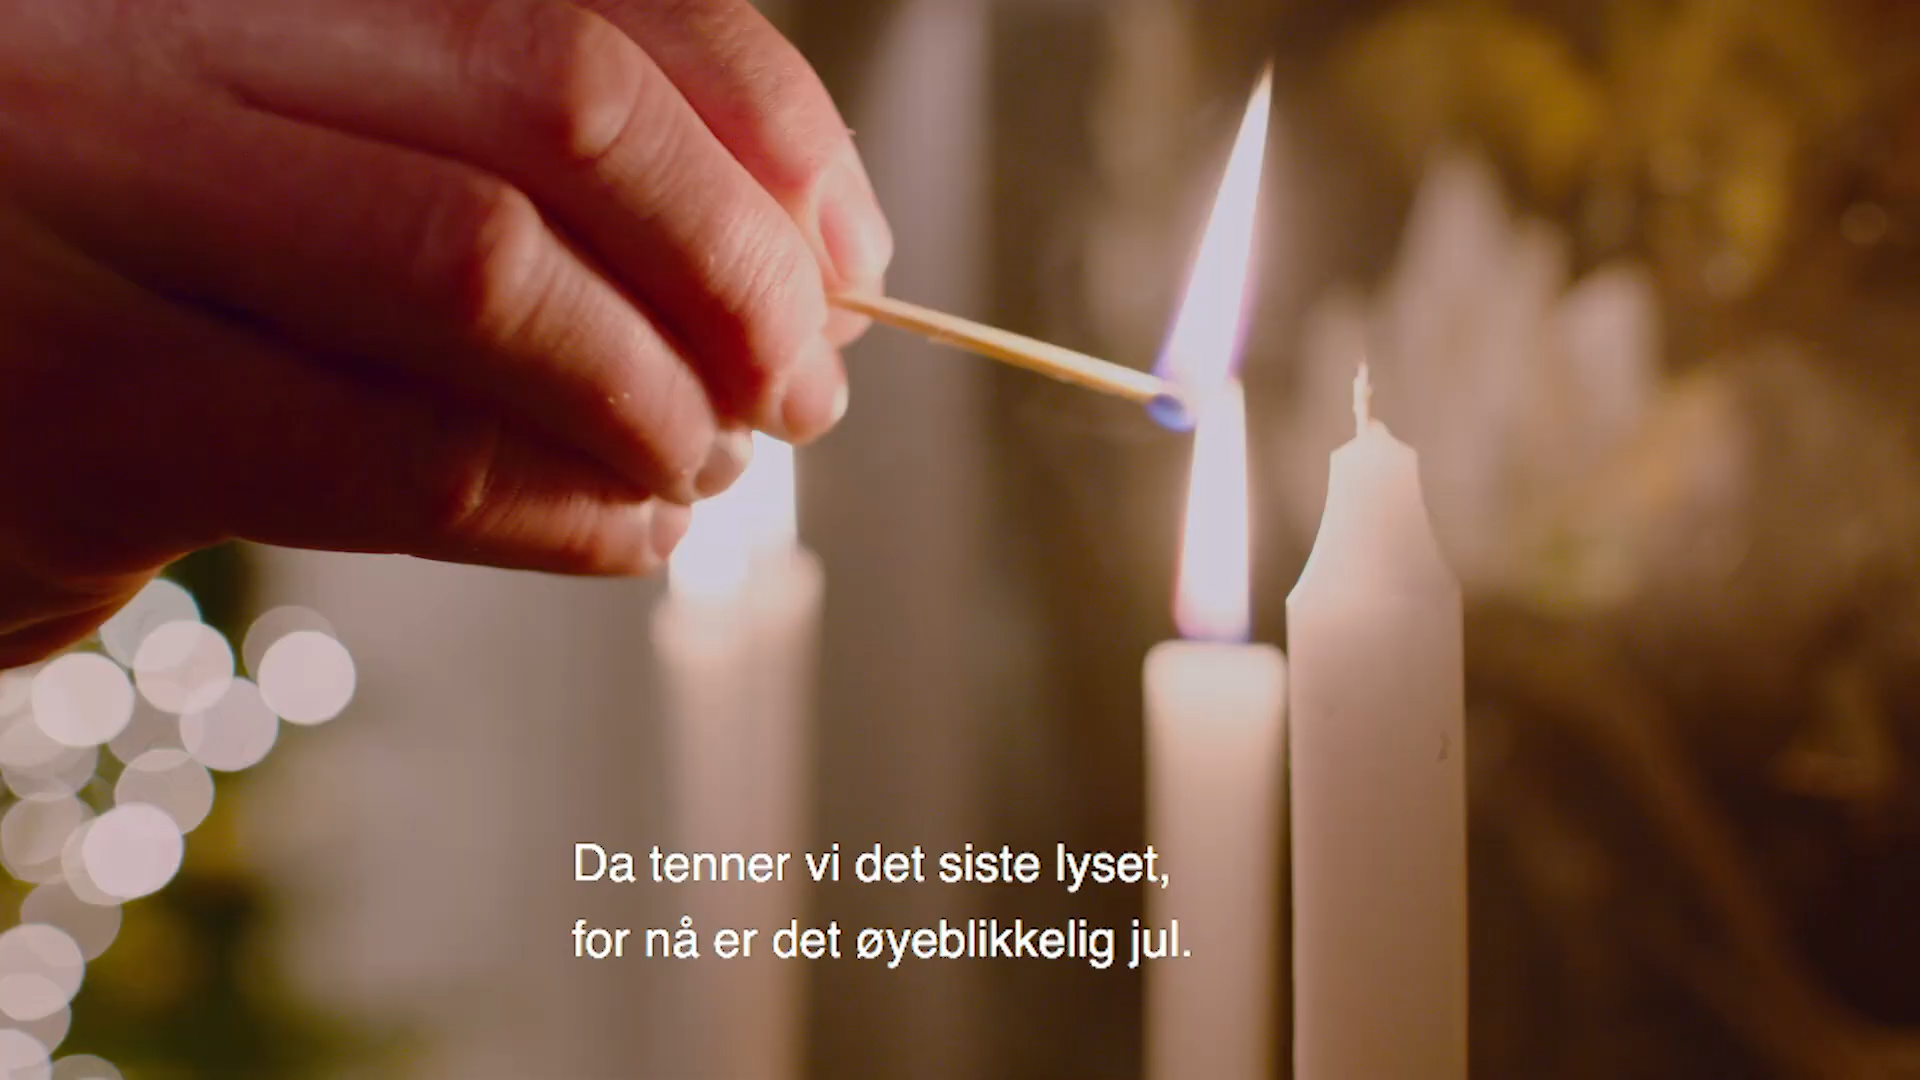 Da tenner vi det siste lyset,
for nå er det øyeblikkelig jul.